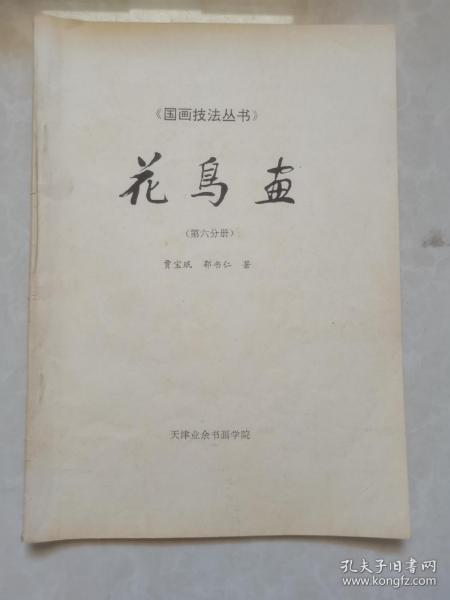 《国画技法丛书》
花鳥画
（第六分册）
贾宝珉 郭书仁 著
天津业余书画学院
孔夫子旧书网
www.kongfz.com